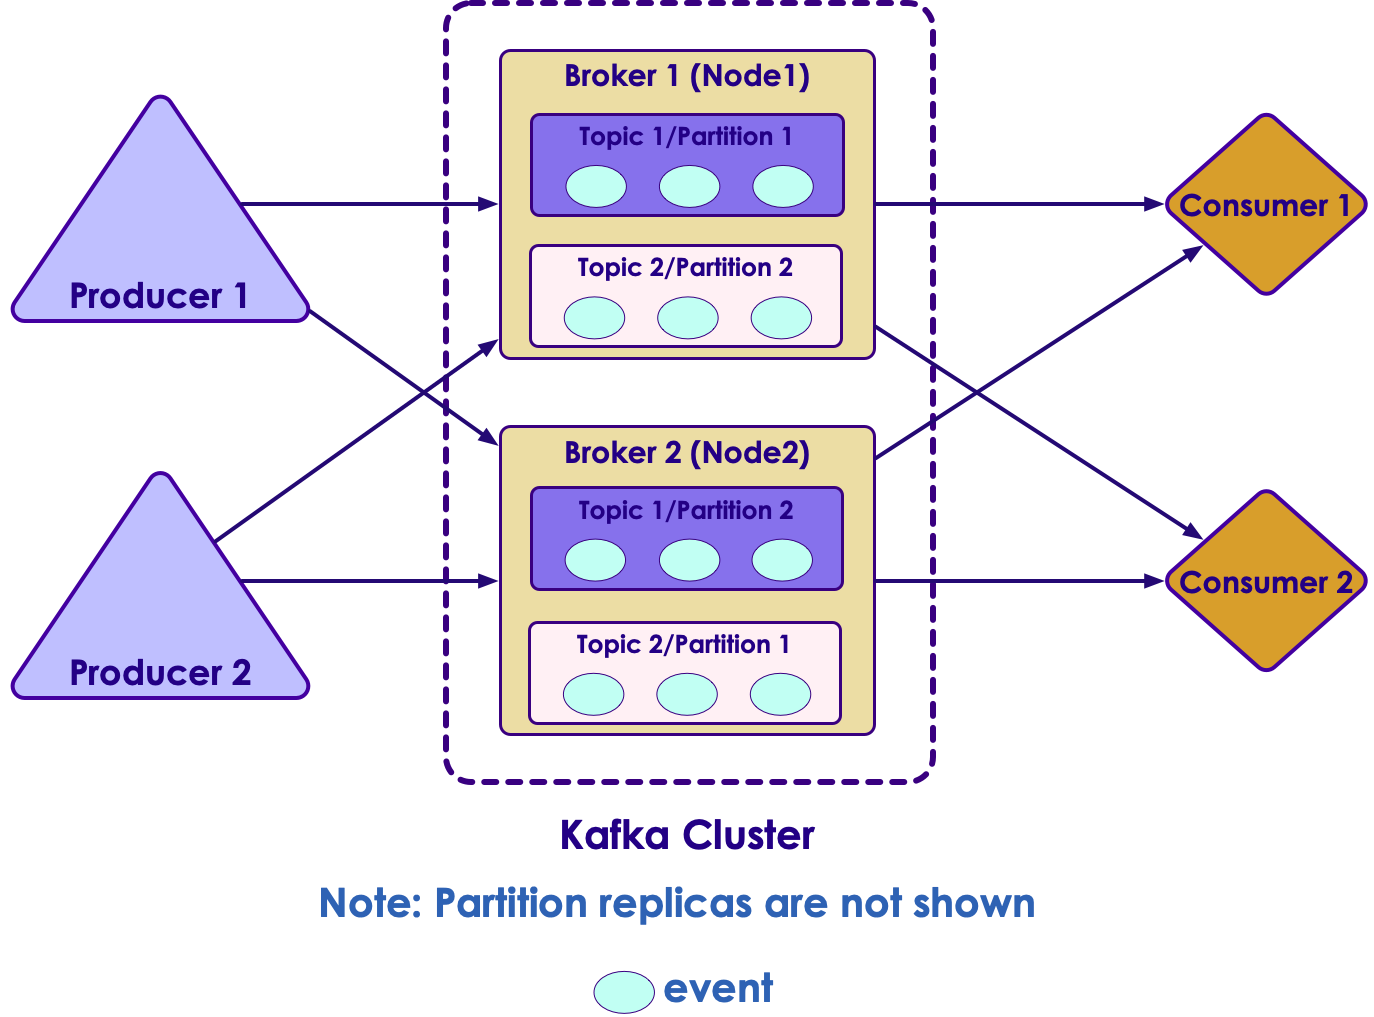 Broker 1 (Node1)
Topic 1/Partition 1
Topic 2/Partition 2
Producer 1
Consumer 1
Broker 2 (Node2)
Topic 1/Partition 2
Topic 2/Partition 1
Producer 2
Consumer 2
Kafka Cluster
Note: Partition replicas are not shown
event